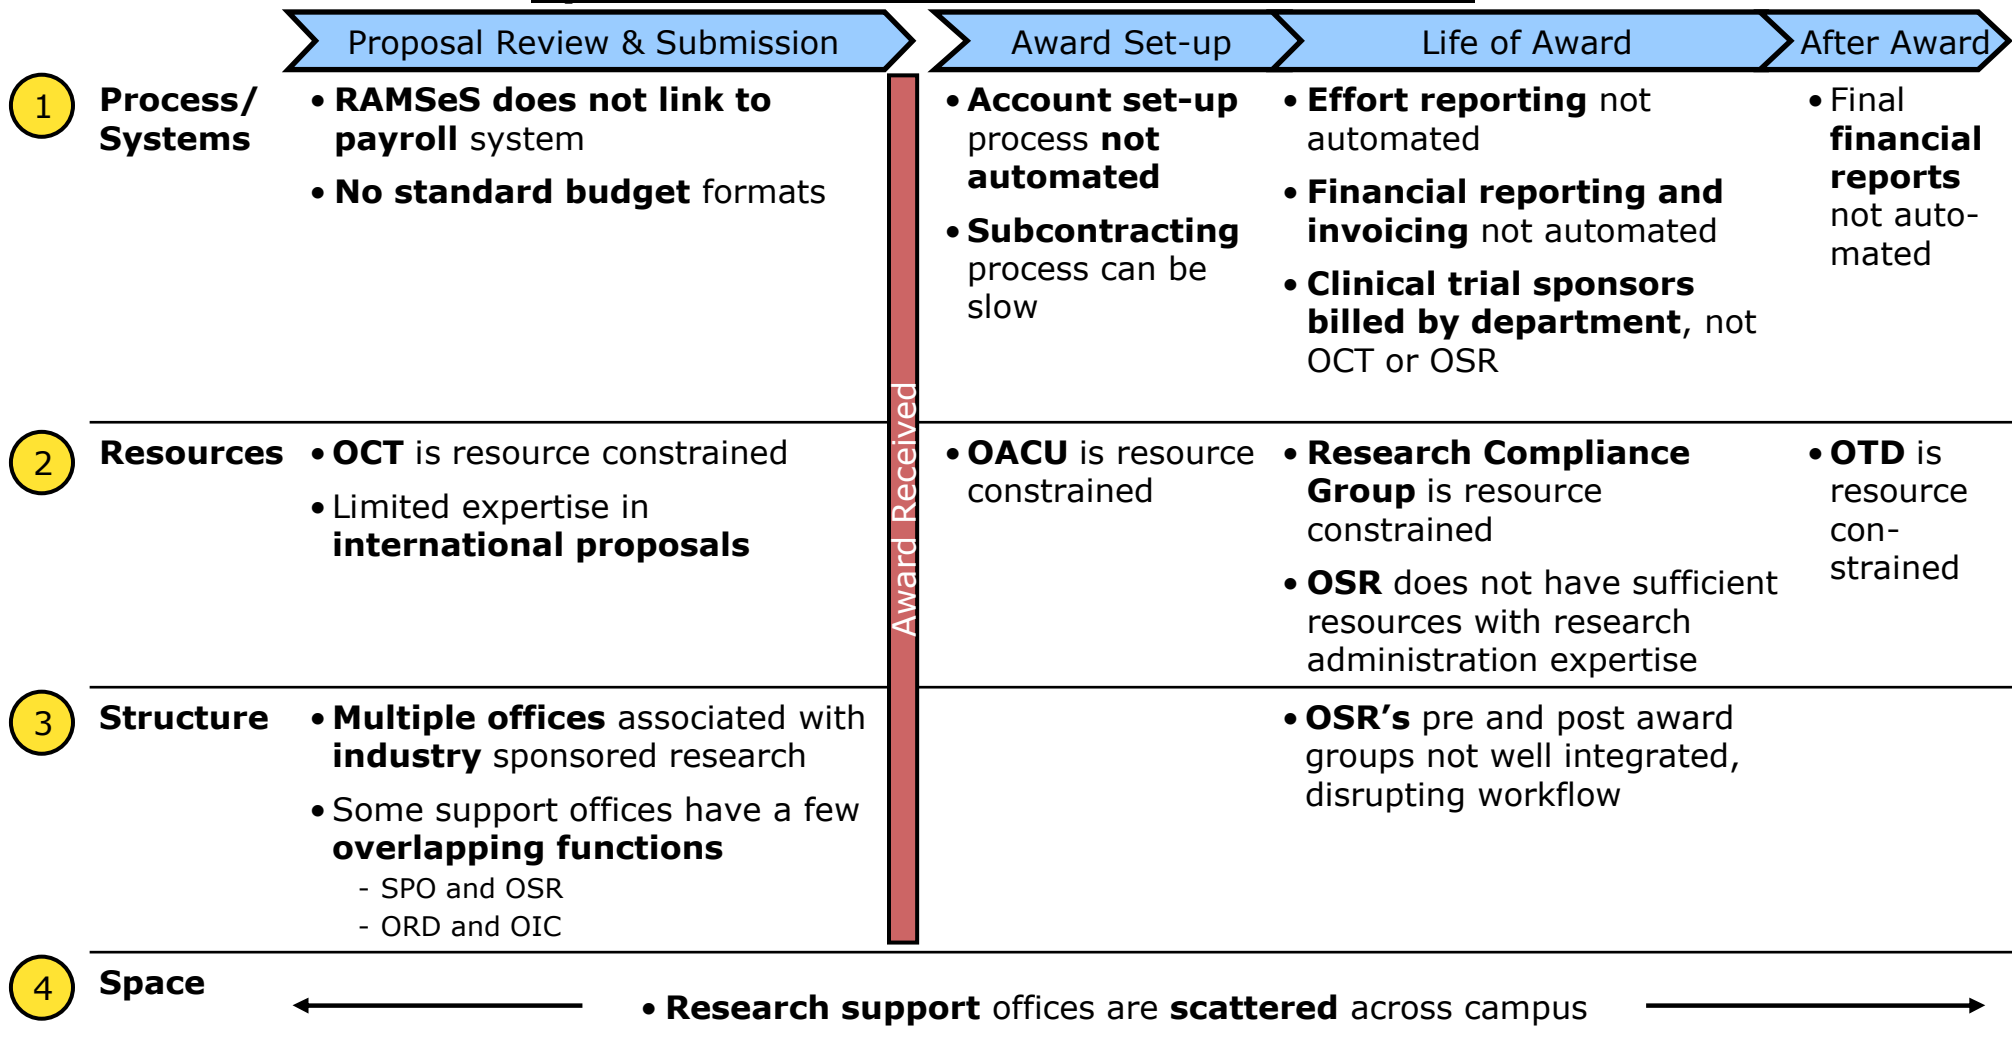 Proposal Review & Submission
Award Set-up
Life of Award
After Award
1
Process/
Systems
• RAMSeS does not link to
payroll system
• No standard budget formats
• Account set-up
process not
automated
• Subcontracting
process can be
slow
• Effort reporting not
automated
• Financial reporting and
invoicing not automated
• Clinical trial sponsors
billed by department, not
OCT or OSR
• Final
financial
reports
not auto-
mated
Award Received
2
Resources
• OCT is resource constrained
• Limited expertise in
international proposals
• OACU is resource
constrained
• Research Compliance
Group is resource
constrained
• OSR does not have sufficient
resources with research
administration expertise
• OTD is
resource
con-
strained
3
Structure
• Multiple offices associated with
industry sponsored research
• Some support offices have a few
overlapping functions
- SPO and OSR
- ORD and OIC
• OSR’s pre and post award
groups not well integrated,
disrupting workflow
4
Space
• Research support offices are scattered across campus